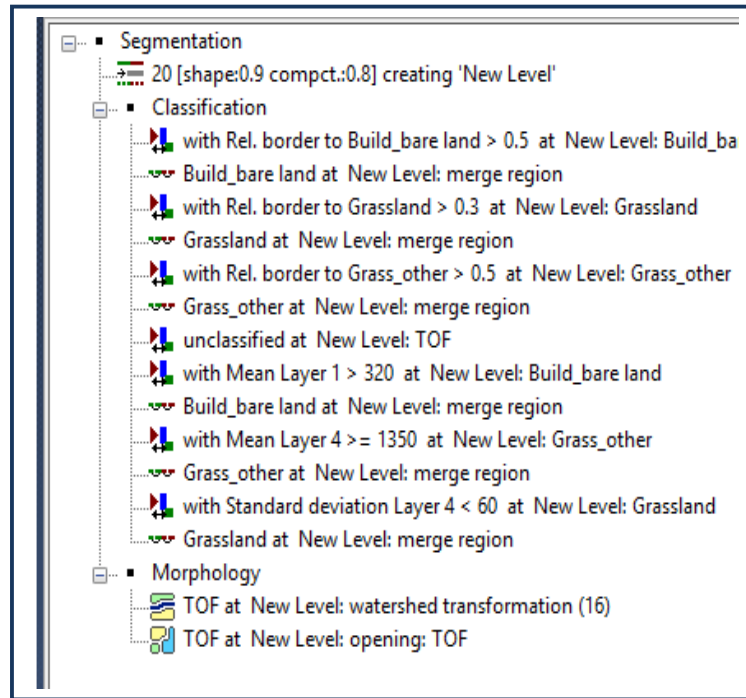 Segmentation
20 [shape:0.9 compct.:0.8] creating 'New Level'
Classification
with Rel. border to Build_bare land > 0.5 at New Level: Build_ba
Build_bare land at New Level: merge region
with Rel. border to Grassland > 0.3 at New Level: Grassland
Grassland at New Level: merge region
with Rel. border to Grass_other > 0.5 at New Level: Grass_other
Grass_other at New Level: merge region
unclassified at New Level: TOF
with Mean Layer 1 > 320 at New Level: Build_bare land
Build_bare land at New Level: merge region
with Mean Layer 4 >= 1350 at New Level: Grass_other
Grass_other at New Level: merge region
with Standard deviation Layer 4 < 60 at New Level: Grassland
Grassland at New Level: merge region
Morphology
TOF at New Level: watershed transformation (16)
TOF at New Level: opening: TOF